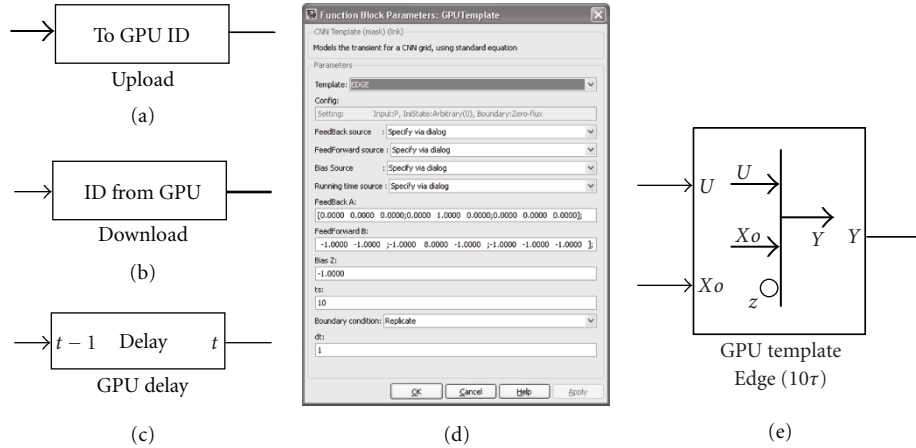 To GPU ID
Upload
(a)
ID from GPU
Download
(b)
t − 1 Delay t
GPU delay
(c)
Function Block Parameters: GPUTemplate
CNN Template (mask) (link)
Models the transient for a CNN grid, using standard equation
Parameters
Template: EDGE
Config:
Setting: Input:P, IniState:Arbitrary(0), Boundary:Zero-flux
FeedBack source : Specify via dialog
FeedForward source : Specify via dialog
Bias Source : Specify via dialog
Running time source : Specify via dialog
FeedBack A:
[0.0000 0.0000 0.0000;0.0000 1.0000 0.0000;0.0000 0.0000 0.0000];
FeedForward B:
-1.0000 -1.0000 ;-1.0000 8.0000 -1.0000 ;-1.0000 -1.0000 -1.0000 ];
Bias Z:
-1.0000
ts:
10
Boundary condition: Replicate
dt:
1
OK Cancel Help Apply
(d)
U U
Xo Xo
z
Y Y
GPU template
Edge (10τ)
(e)